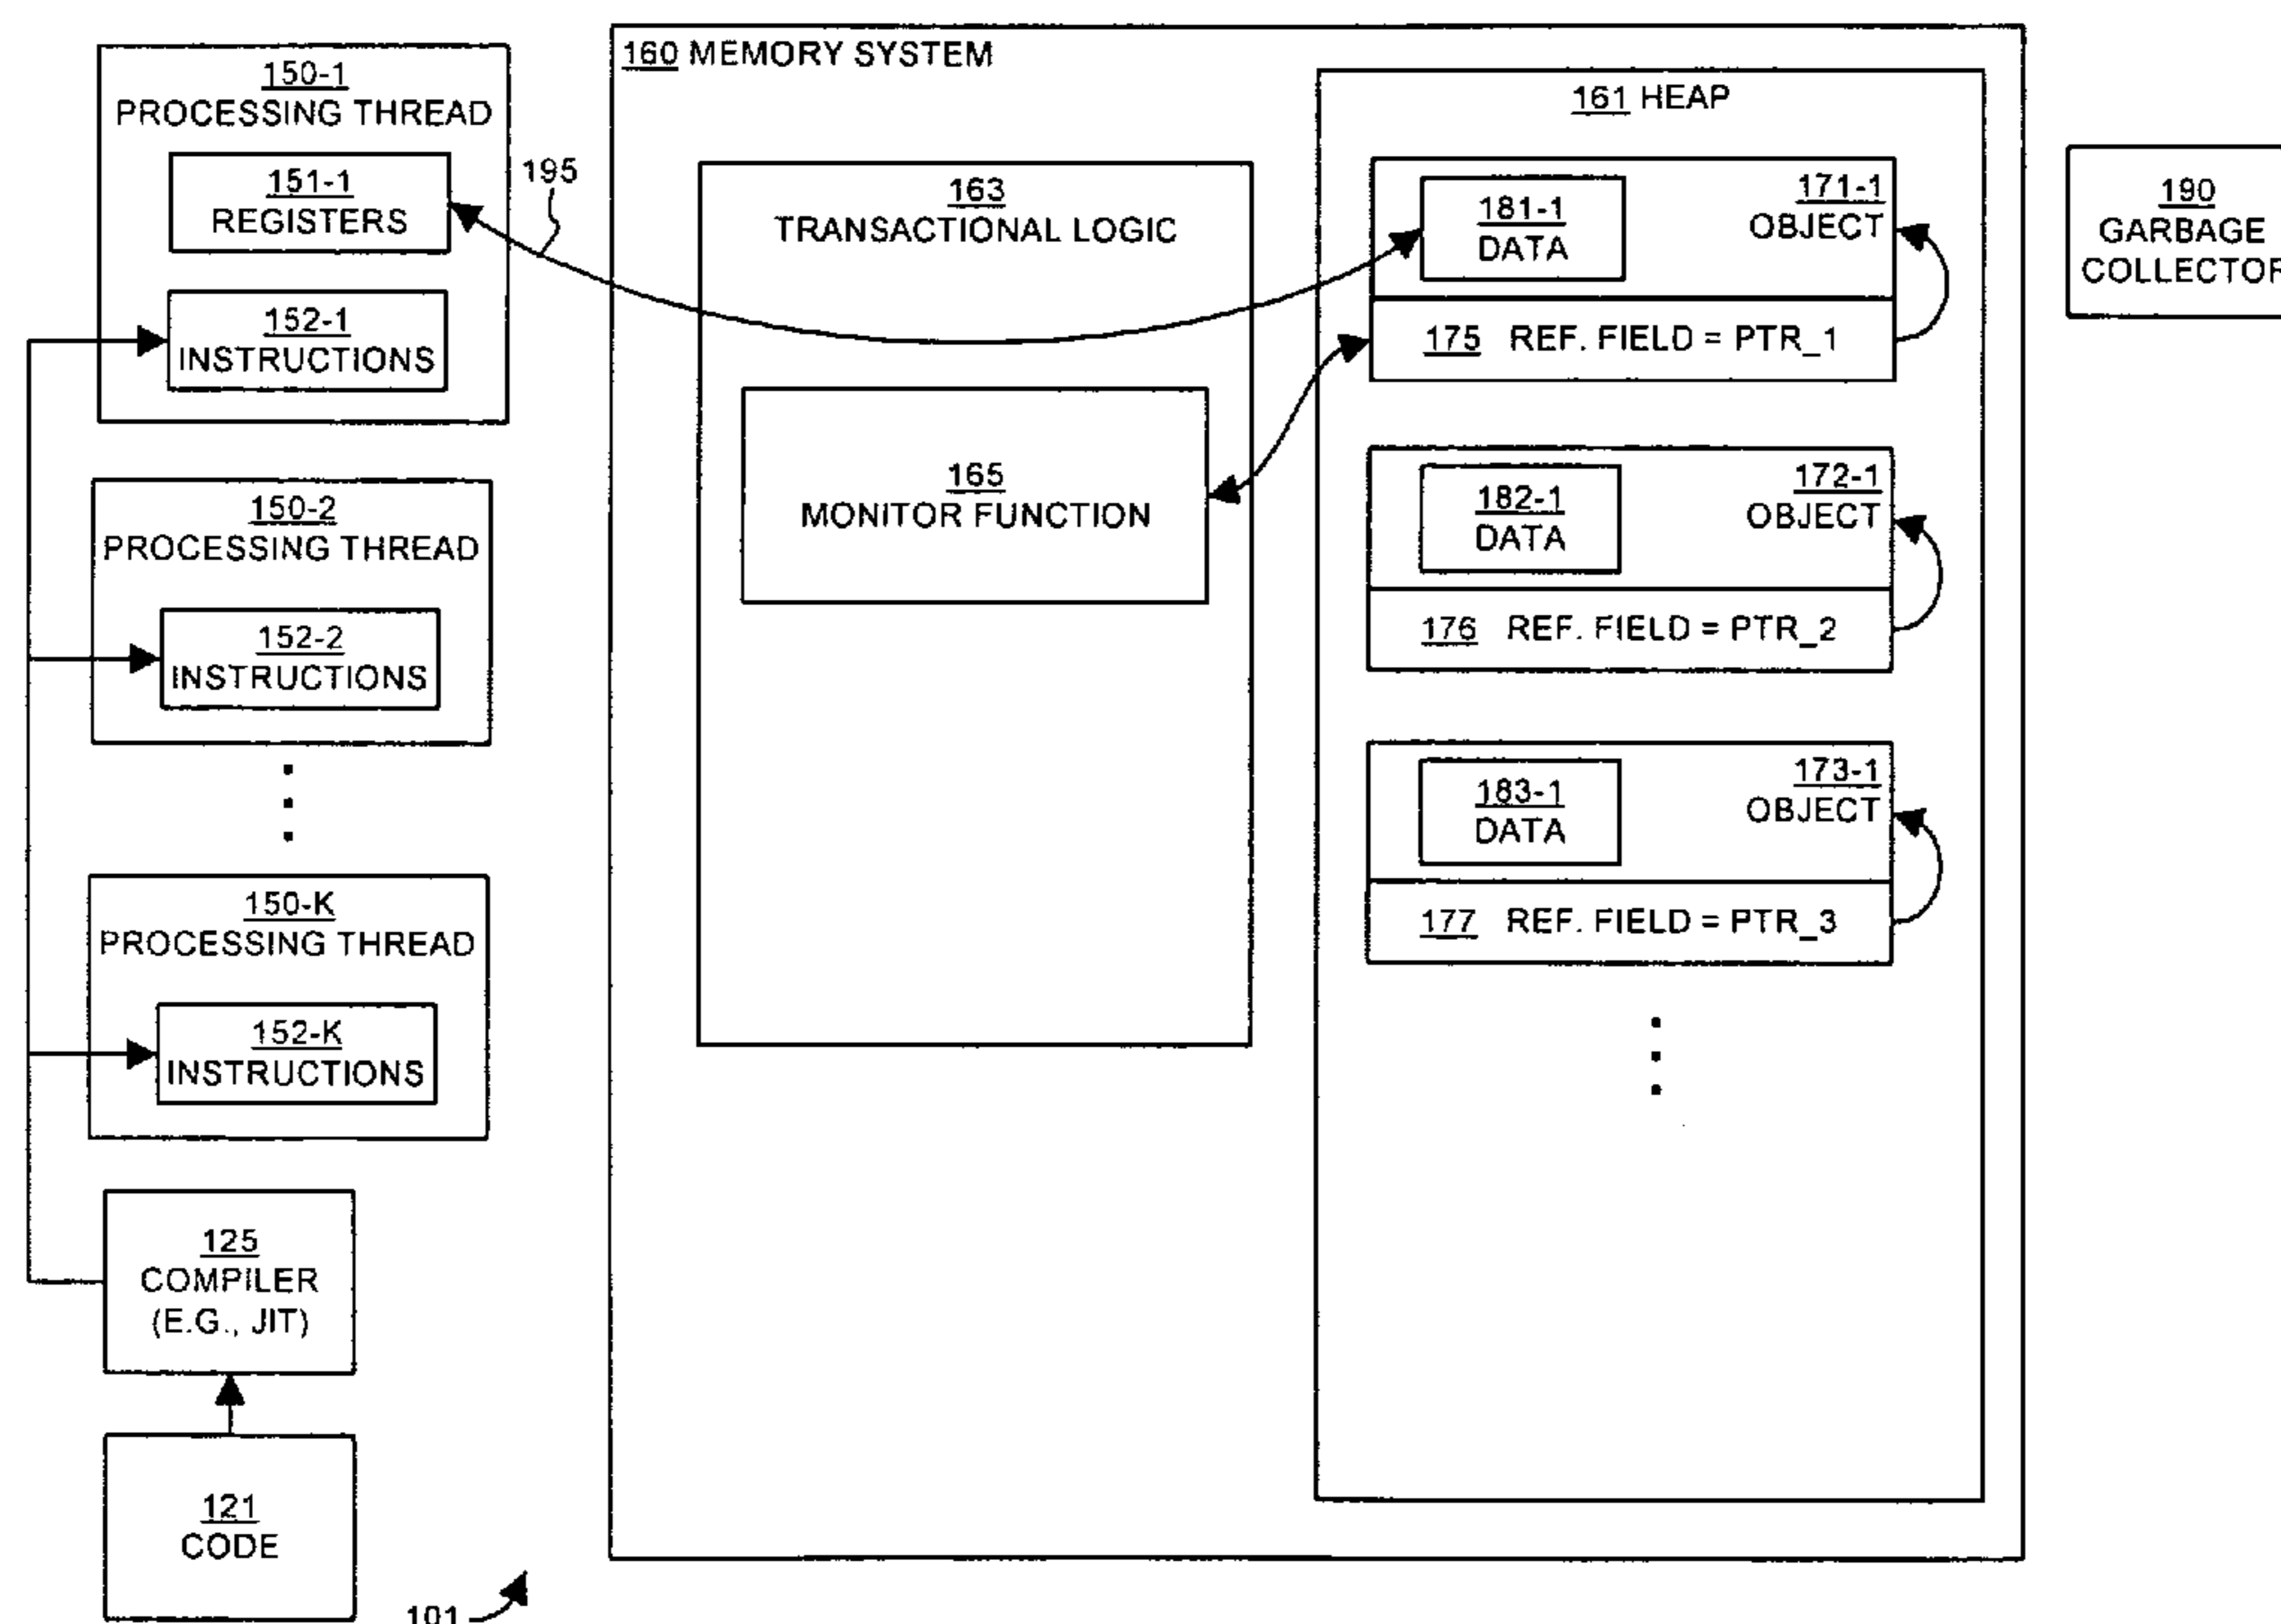 150-1
PROCESSING THREAD
151-1
REGISTERS
152-1
INSTRUCTIONS
150-2
PROCESSING THREAD
152-2
INSTRUCTIONS
150-K
PROCESSING THREAD
152-K
INSTRUCTIONS
125
COMPILER
(E.G., JIT)
121
CODE
101
195
160 MEMORY SYSTEM
163
TRANSACTIONAL LOGIC
165
MONITOR FUNCTION
161 HEAP
181-1
DATA
171-1
OBJECT
175 REF. FIELD = PTR_1
182-1
DATA
172-1
OBJECT
176 REF. FIELD = PTR_2
183-1
DATA
173-1
OBJECT
177 REF. FIELD = PTR_3
190
GARBAGE
COLLECTOR